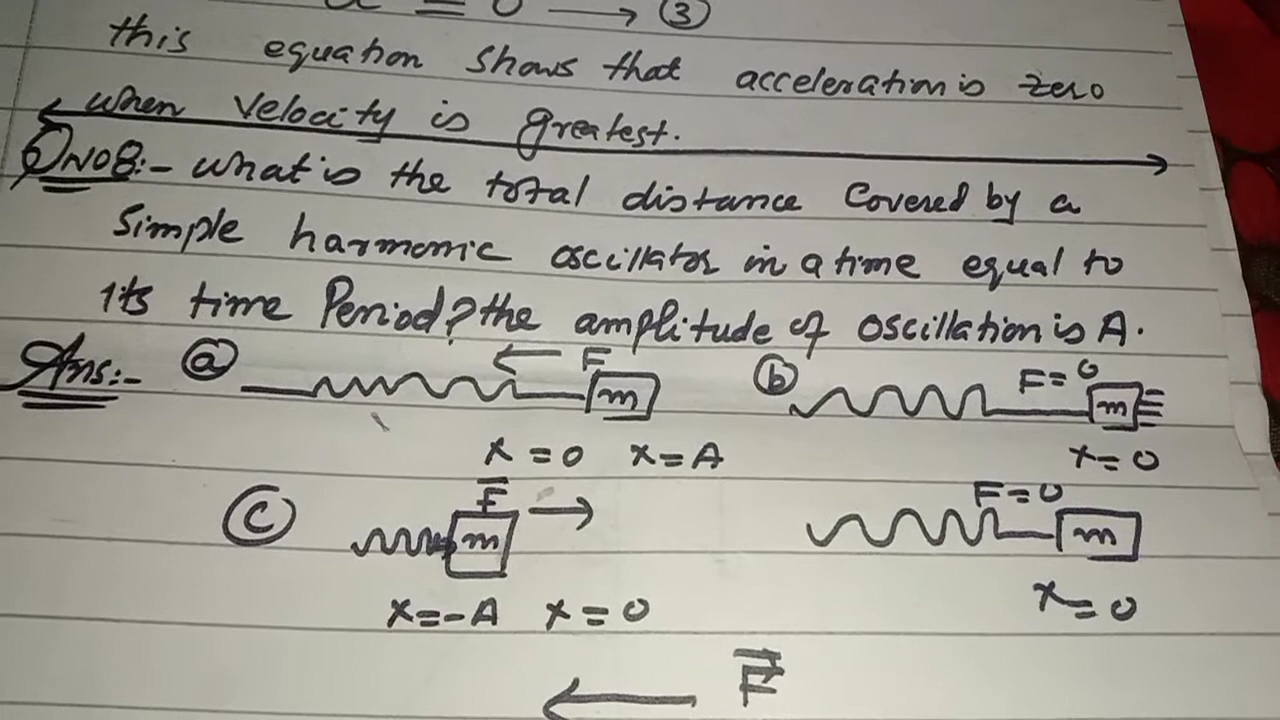 x = 0 → ③
this equation shows that acceleration is zero
when velocity is greatest.
QNO8:- what is the total distance covered by a
Simple harmonic oscillator in a time equal to
its time Period? the amplitude of oscillation is A.
Ans:- ⓐ ← F m ⓑ F=0 m
x=0 x=A x=0
ⓒ F → m F=0 m
x=-A x=0 x=0
← F